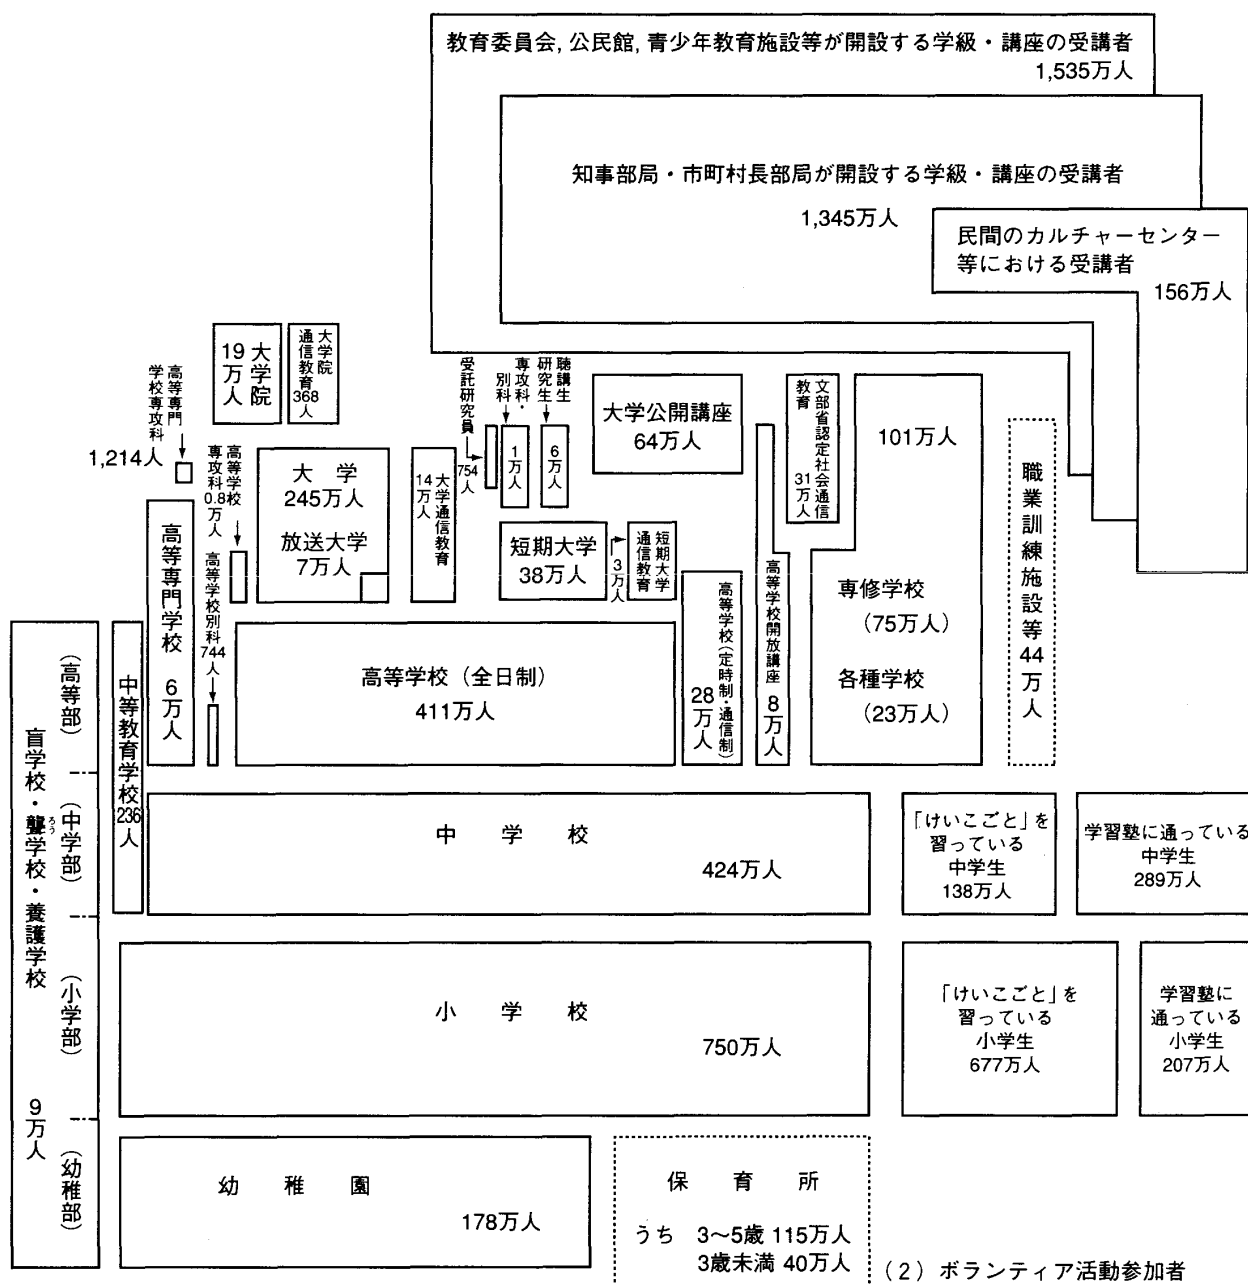 教育委員会, 公民館, 青少年教育施設等が開設する学級・講座の受講者
1,535万人
知事部局・市町村長部局が開設する学級・講座の受講者
1,345万人
民間のカルチャーセンター
等における受講者
156万人
大学院
19万人
大学院
通信教育368人
高等専門
学校専攻科
1,214人
高等学校
専攻科0.8万人
大　学
245万人
放送大学
7万人
大学通信教育
14万人
受託研究員
754人
専攻科・
別科
1万人
聴講生
研究生
6万人
大学公開講座
64万人
文部省認定社会通信
教育
31万人
101万人
専修学校
（75万人）
各種学校
（23万人）
職業訓練施設等44万人
短期大学
38万人
短期大学
通信教育
3万人
高等専門学校 6万人
高等学校別科
744人
高等学校（全日制）
411万人
高等学校（定時制・通信制）
28万人
高等学校開放講座
8万人
中等教育学校236人
盲学校・聾学校・養護学校 9万人
ろう
（高等部）
（中学部）
（小学部）
（幼稚部）
中　学　校
424万人
「けいこごと」を
習っている
中学生
138万人
学習塾に通っている
中学生
289万人
小　学　校
750万人
「けいこごと」を
習っている
小学生
677万人
学習塾に
通っている
小学生
207万人
幼　稚　園
178万人
保　育　所
うち　3～5歳 115万人
3歳未満 40万人
（2）ボランティア活動参加者